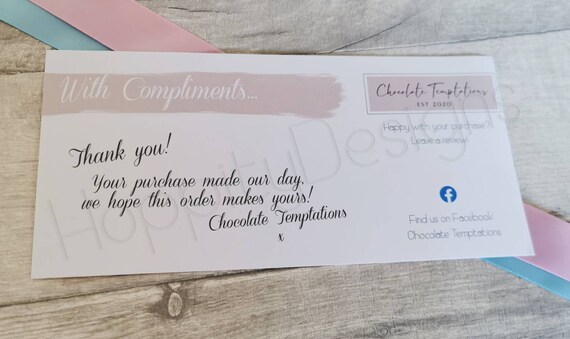 With Compliments...
Chocolate Temptations
EST 2020
Happy with your purchase?
Leave a review
Thank you!
Your purchase made our day,
we hope this order makes yours!
Chocolate Temptations
x
Find us on Facebook
Chocolate Temptations
HoppityDesign